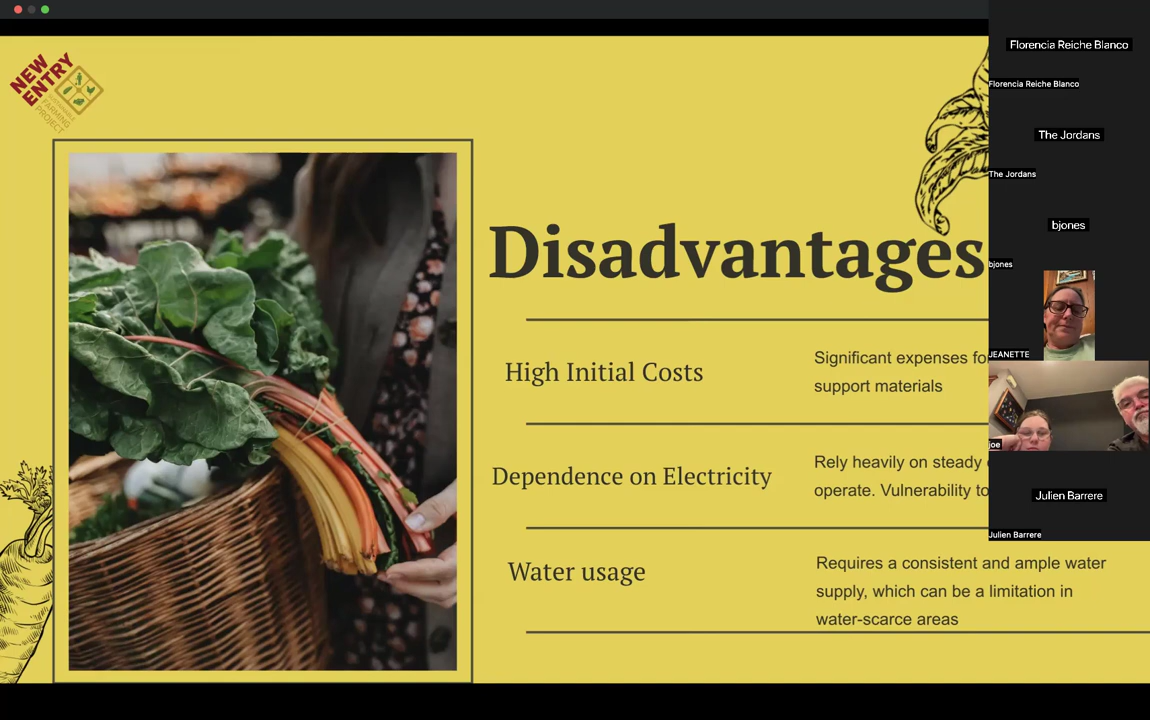 NEW
ENTRY
SUSTAINABLE
FARMING
PROJECT
Disadvantages
High Initial Costs
Significant expenses fo
support materials
Dependence on Electricity
Rely heavily on steady
operate. Vulnerability to
Water usage
Requires a consistent and ample water
supply, which can be a limitation in
water-scarce areas
Florencia Reiche Blanco
Florencia Reiche Blanco
The Jordans
The Jordans
bjones
bjones
JEANETTE
joe
Julien Barrere
Julien Barrere